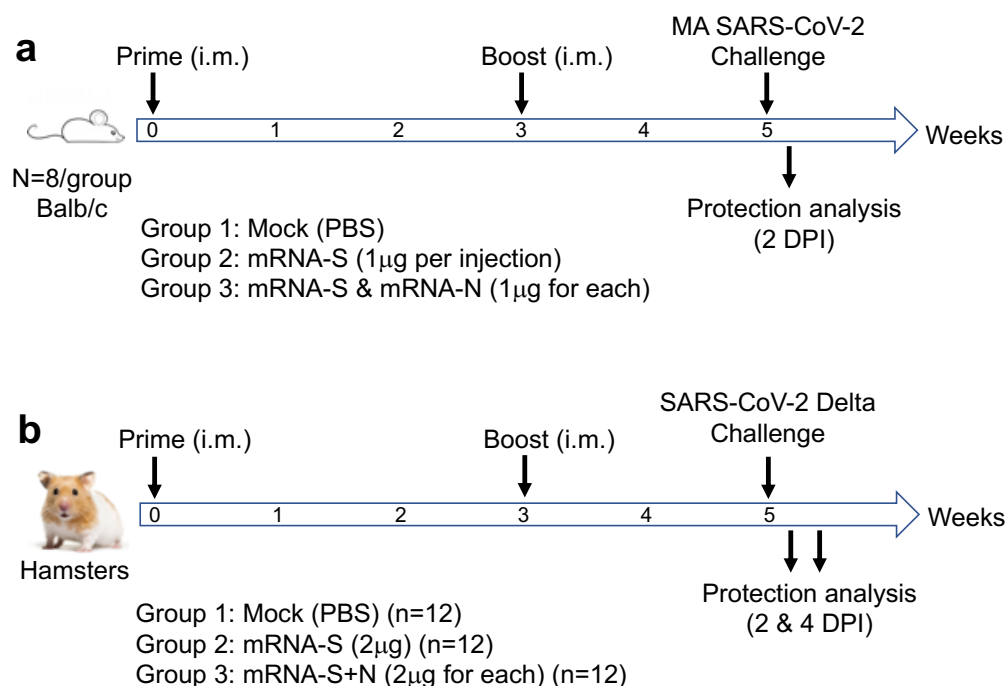 a
Prime (i.m.)
Boost (i.m.)
MA SARS-CoV-2
Challenge
0 1 2 3 4 5
Weeks
N=8/group
Balb/c
Protection analysis
(2 DPI)
Group 1: Mock (PBS)
Group 2: mRNA-S (1µg per injection)
Group 3: mRNA-S & mRNA-N (1µg for each)
b
Prime (i.m.)
Boost (i.m.)
SARS-CoV-2 Delta
Challenge
0 1 2 3 4 5
Weeks
Hamsters
Protection analysis
(2 & 4 DPI)
Group 1: Mock (PBS) (n=12)
Group 2: mRNA-S (2µg) (n=12)
Group 3: mRNA-S+N (2µg for each) (n=12)